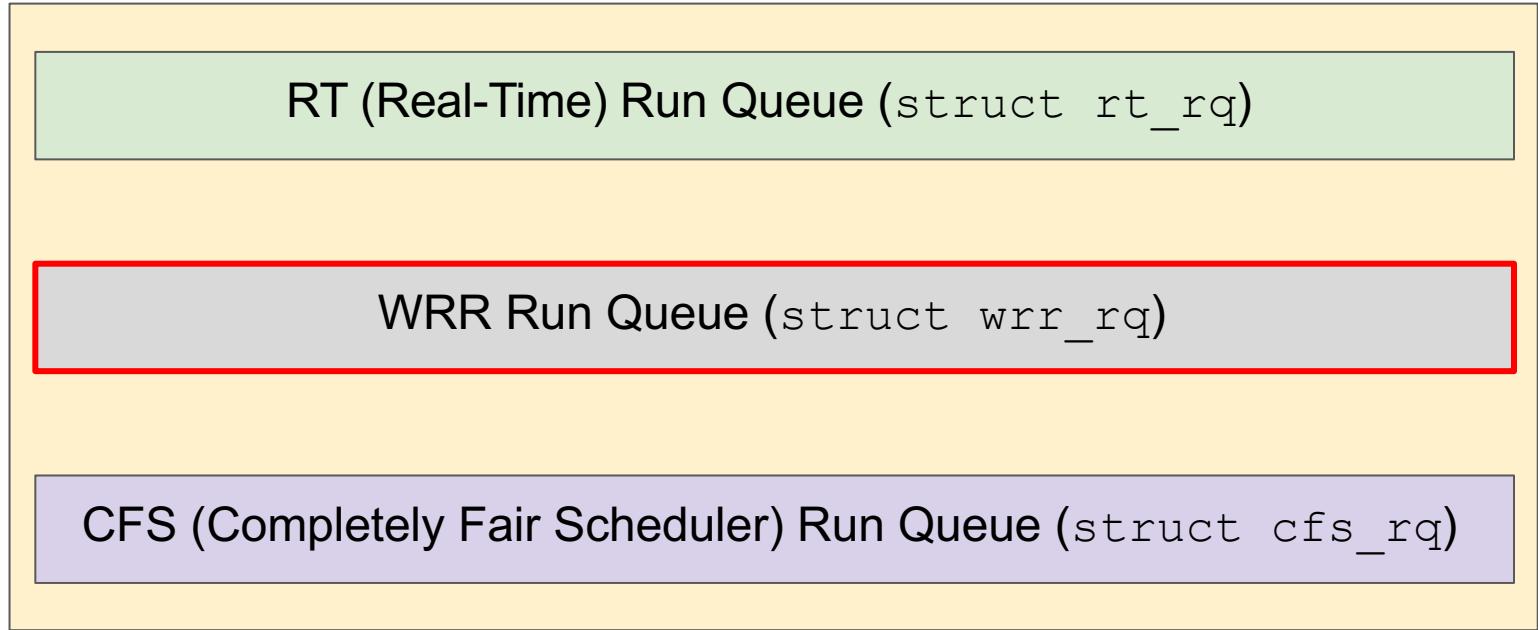 RT (Real-Time) Run Queue (struct rt_rq)
WRR Run Queue (struct wrr_rq)
CFS (Completely Fair Scheduler) Run Queue (struct cfs_rq)